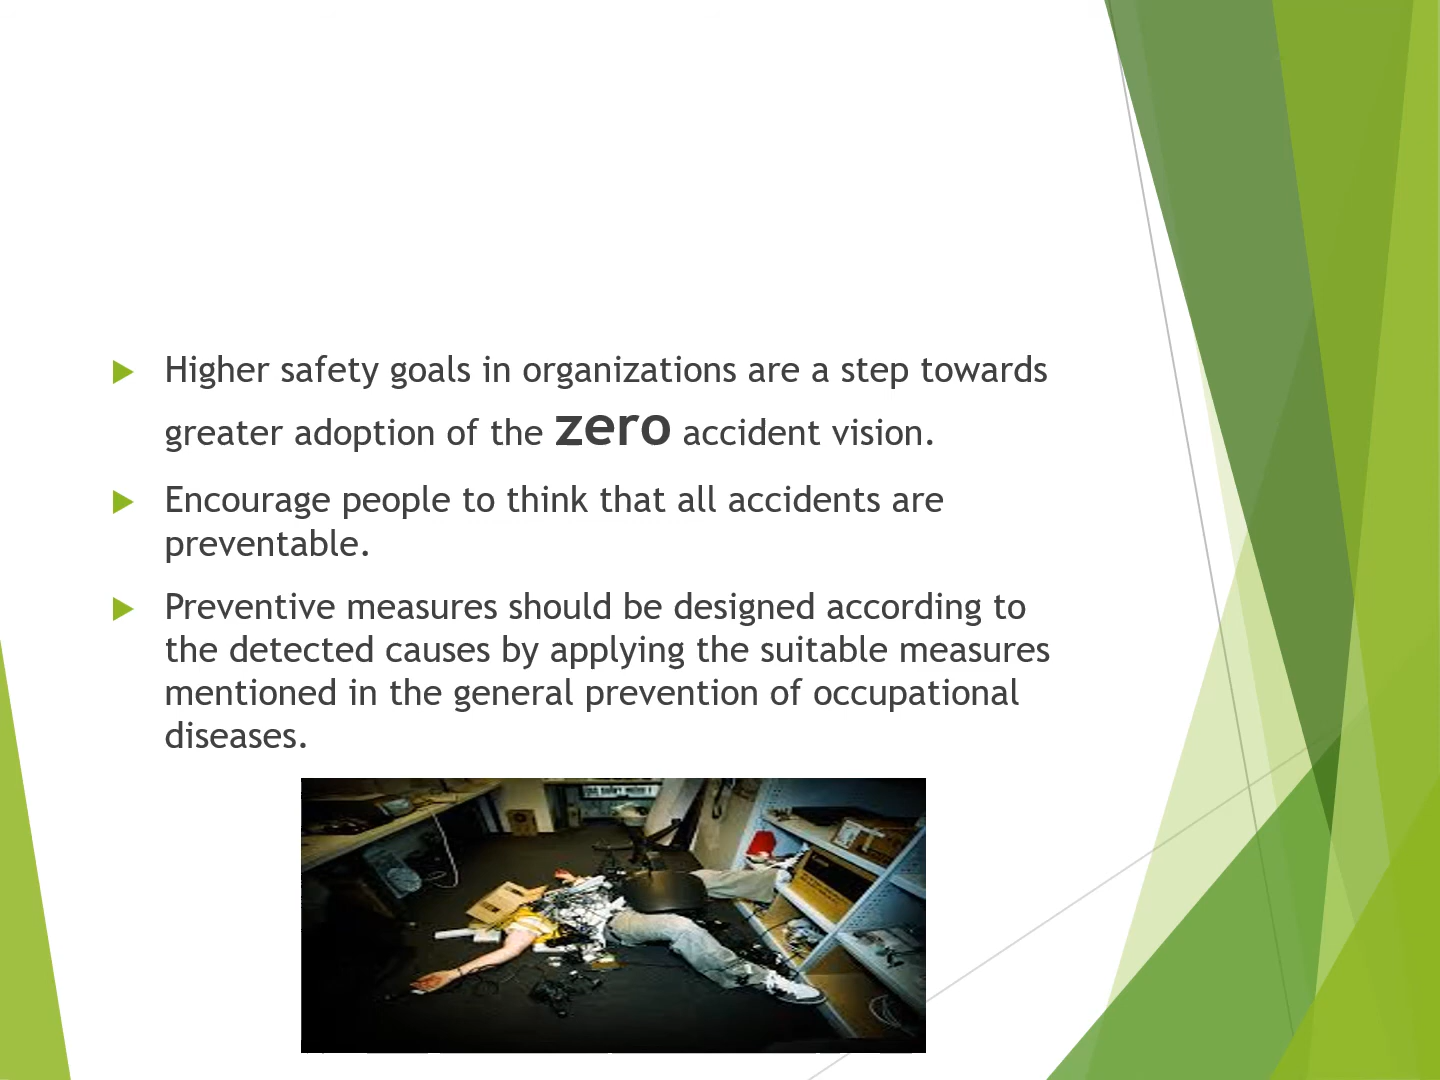 Higher safety goals in organizations are a step towards
greater adoption of the zero accident vision.
Encourage people to think that all accidents are
preventable.
Preventive measures should be designed according to
the detected causes by applying the suitable measures
mentioned in the general prevention of occupational
diseases.